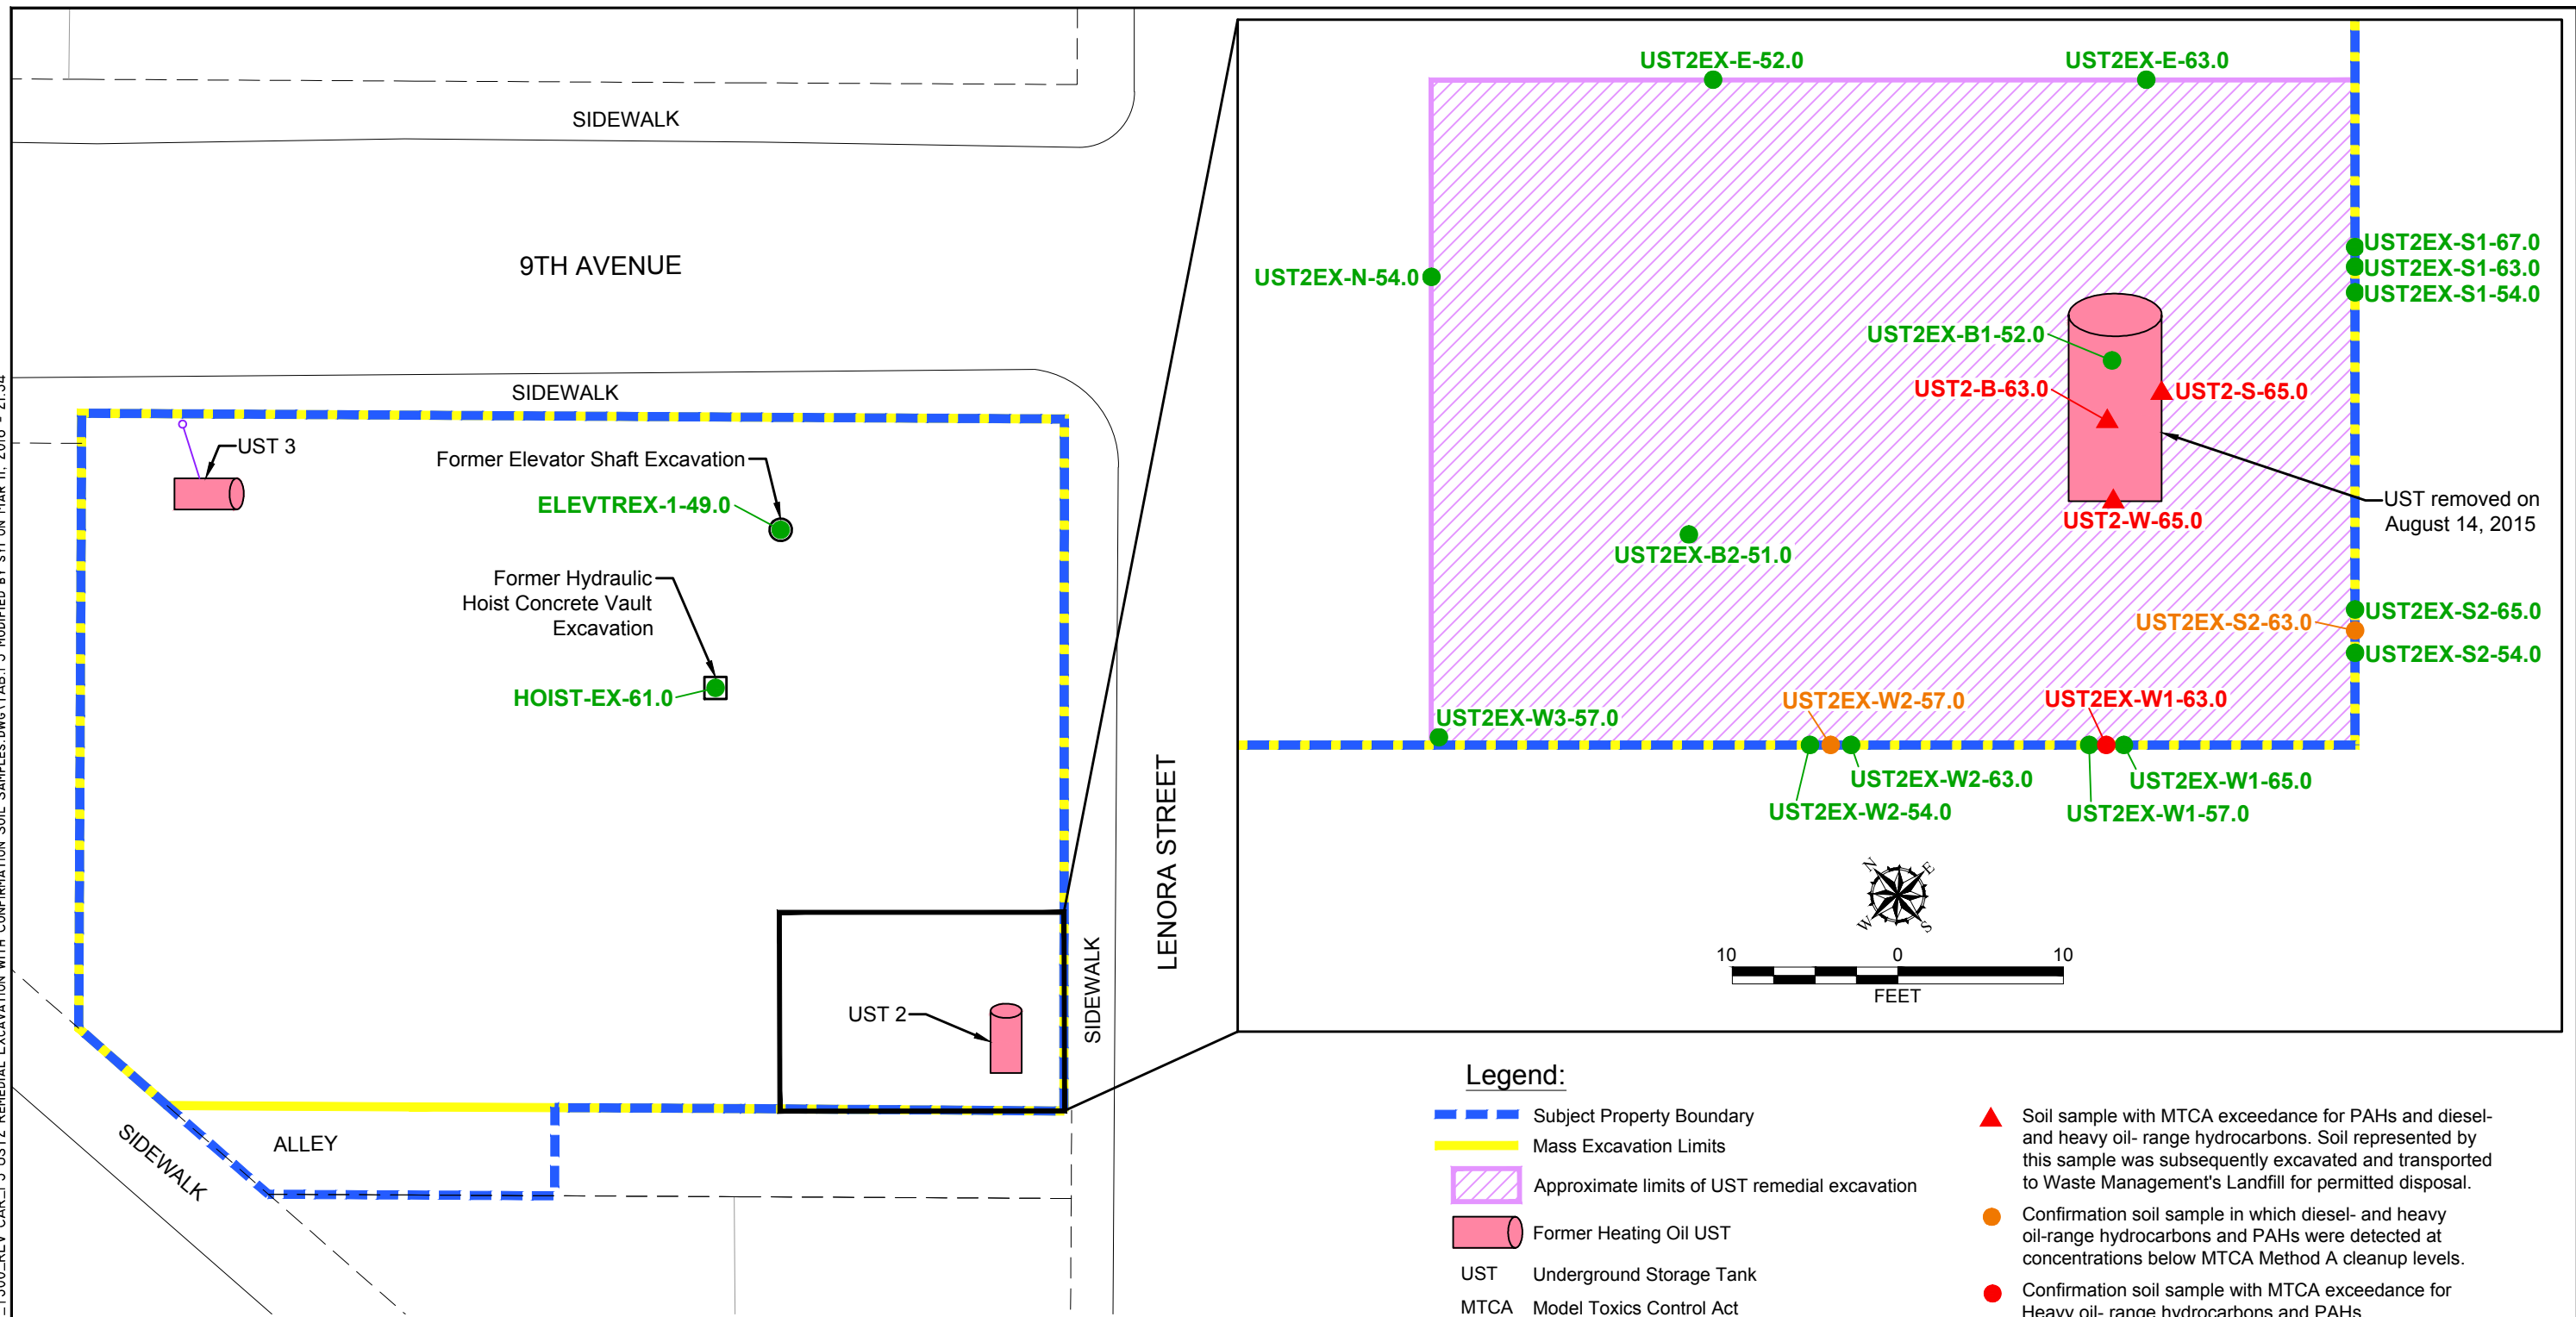 SIDEWALK
9TH AVENUE
SIDEWALK
UST 3
Former Elevator Shaft Excavation
ELEVTREX-1-49.0
Former Hydraulic
Hoist Concrete Vault
Excavation
HOIST-EX-61.0
UST 2
SIDEWALK
LENORA STREET
ALLEY
SIDEWALK
UST2EX-E-52.0
UST2EX-E-63.0
UST2EX-N-54.0
UST2EX-S1-67.0
UST2EX-S1-63.0
UST2EX-S1-54.0
UST2EX-B1-52.0
UST2-B-63.0
UST2-S-65.0
UST2-W-65.0
UST removed on
August 14, 2015
UST2EX-B2-51.0
UST2EX-S2-65.0
UST2EX-S2-63.0
UST2EX-S2-54.0
UST2EX-W3-57.0
UST2EX-W2-57.0
UST2EX-W1-63.0
UST2EX-W2-63.0
UST2EX-W1-65.0
UST2EX-W2-54.0
UST2EX-W1-57.0
N
E
W
S
10 0 10
FEET
Legend:
Subject Property Boundary
Mass Excavation Limits
Approximate limits of UST remedial excavation
Former Heating Oil UST
UST Underground Storage Tank
MTCA Model Toxics Control Act
Soil sample with MTCA exceedance for PAHs and diesel-
and heavy oil- range hydrocarbons. Soil represented by
this sample was subsequently excavated and transported
to Waste Management's Landfill for permitted disposal.
Confirmation soil sample in which diesel- and heavy
oil-range hydrocarbons and PAHs were detected at
concentrations below MTCA Method A cleanup levels.
Confirmation soil sample with MTCA exceedance for
Heavy oil- range hydrocarbons and PAHs